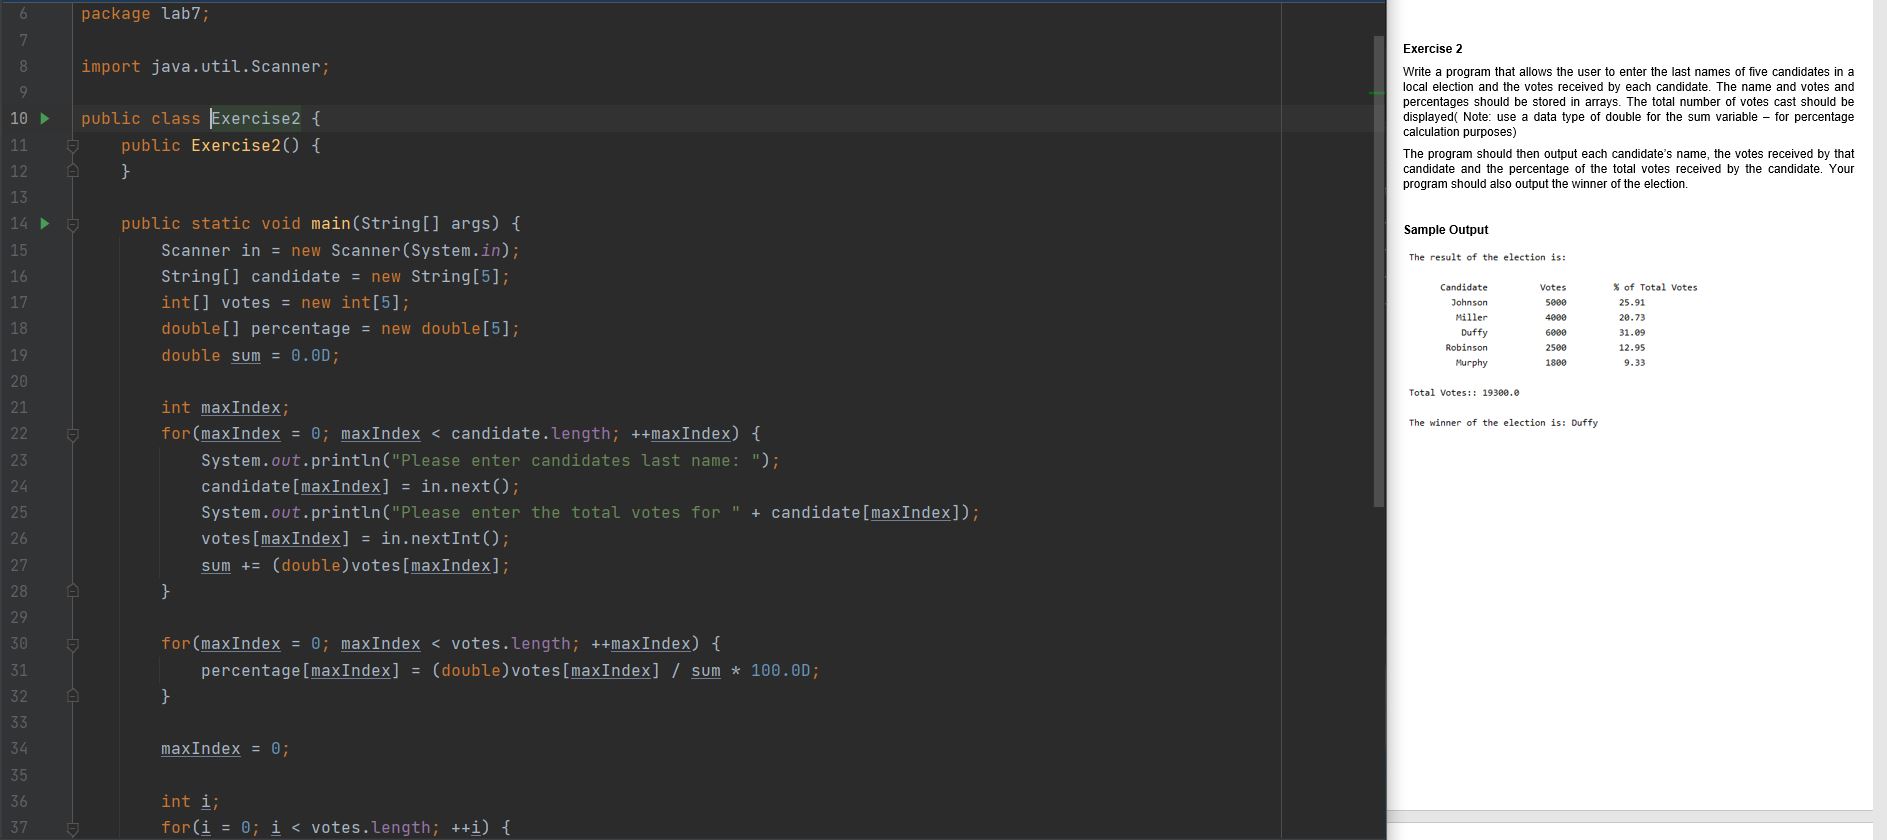 6 package lab7;
7
8 import java.util.Scanner;
9
10 public class Exercise2 {
11     public Exercise2() {
12     }
13
14     public static void main(String[] args) {
15         Scanner in = new Scanner(System.in);
16         String[] candidate = new String[5];
17         int[] votes = new int[5];
18         double[] percentage = new double[5];
19         double sum = 0.0D;
20
21         int maxIndex;
22         for(maxIndex = 0; maxIndex < candidate.length; ++maxIndex) {
23             System.out.println("Please enter candidates last name: ");
24             candidate[maxIndex] = in.next();
25             System.out.println("Please enter the total votes for " + candidate[maxIndex]);
26             votes[maxIndex] = in.nextInt();
27             sum += (double)votes[maxIndex];
28         }
29
30         for(maxIndex = 0; maxIndex < votes.length; ++maxIndex) {
31             percentage[maxIndex] = (double)votes[maxIndex] / sum * 100.0D;
32         }
33
34         maxIndex = 0;
35
36         int i;
37         for(i = 0; i < votes.length; ++i) {
Exercise 2
Write a program that allows the user to enter the last names of five candidates in a
local election and the votes received by each candidate. The name and votes and
percentages should be stored in arrays. The total number of votes cast should be
displayed( Note: use a data type of double for the sum variable – for percentage
calculation purposes)
The program should then output each candidate's name, the votes received by that
candidate and the percentage of the total votes received by the candidate. Your
program should also output the winner of the election.
Sample Output
The result of the election is:
Candidate Votes % of Total Votes
Johnson 5000 25.91
Miller 4000 20.73
Duffy 6000 31.09
Robinson 2500 12.95
Murphy 1800 9.33
Total Votes:: 19300.0
The winner of the election is: Duffy